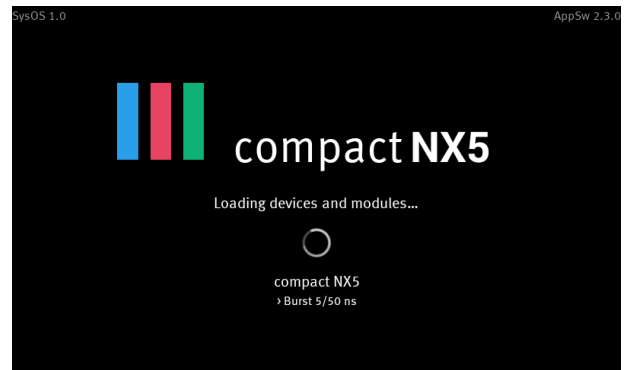 SysOS 1.0
AppSw 2.3.0
compact NX5
Loading devices and modules...
compact NX5
› Burst 5/50 ns